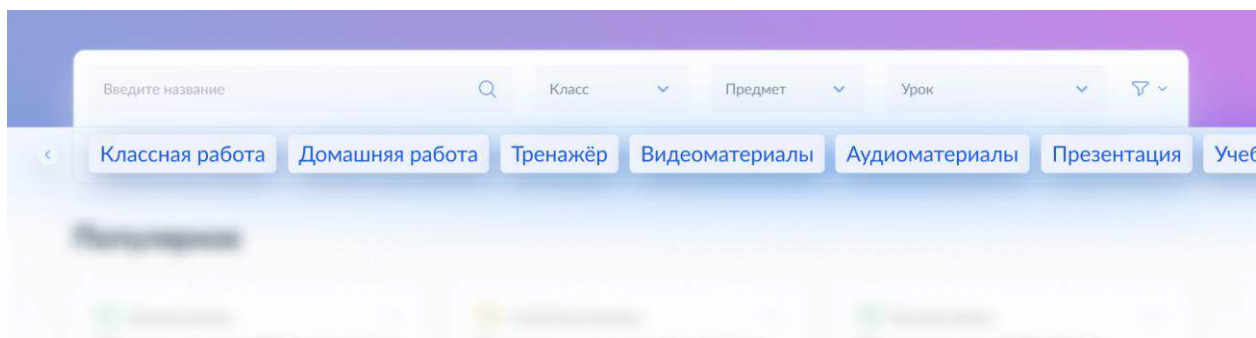 Введите название Класс Предмет Урок
Классная работа Домашняя работа Тренажёр Видеоматериалы Аудиоматериалы Презентация